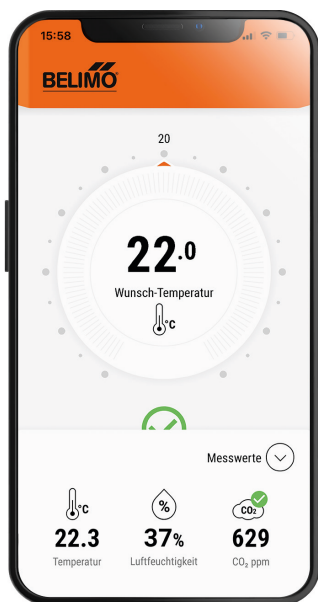 15:58
BELIMO
20
22.0
Wunsch-Temperatur
°C
Messwerte
°C
%
CO₂
22.3
37%
629
Temperatur
Luftfeuchtigkeit
CO₂ ppm